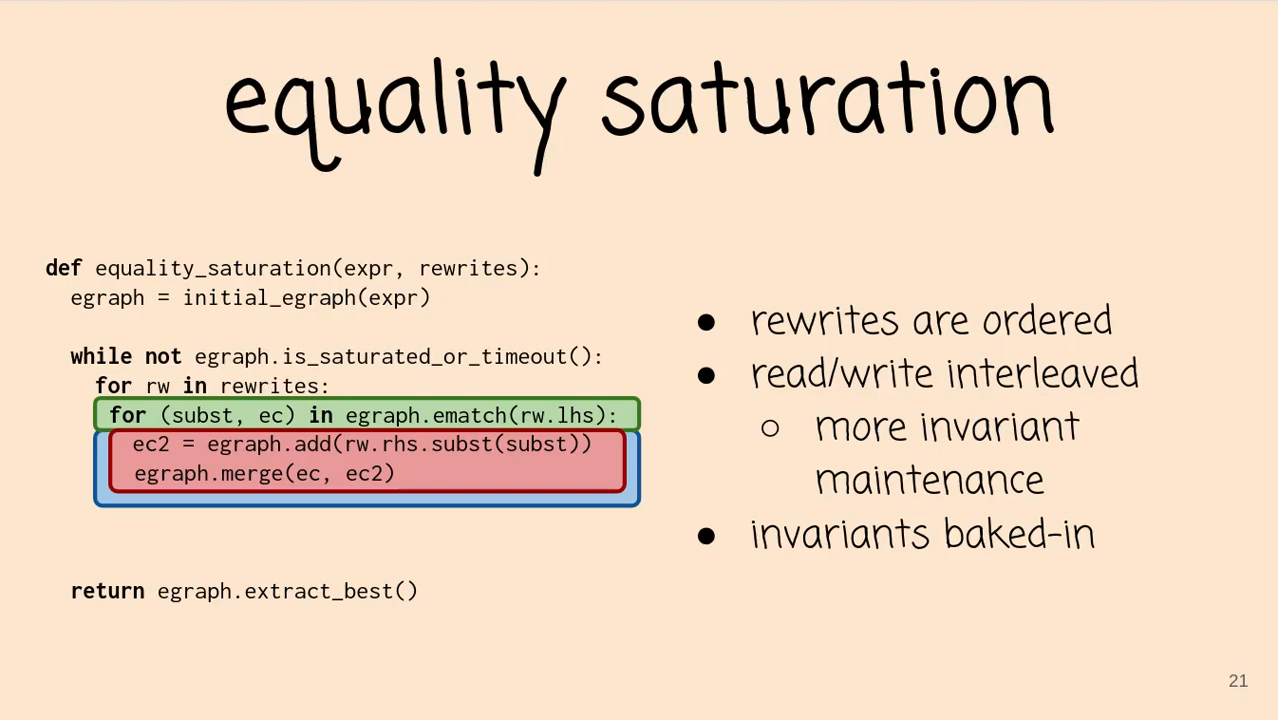 equality saturation
def equality_saturation(expr, rewrites):
egraph = initial_egraph(expr)
while not egraph.is_saturated_or_timeout():
for rw in rewrites:
for (subst, ec) in egraph.ematch(rw.lhs):
ec2 = egraph.add(rw.rhs.subst(subst))
egraph.merge(ec, ec2)
return egraph.extract_best()
● rewrites are ordered
● read/write interleaved
○ more invariant
maintenance
● invariants baked-in
21